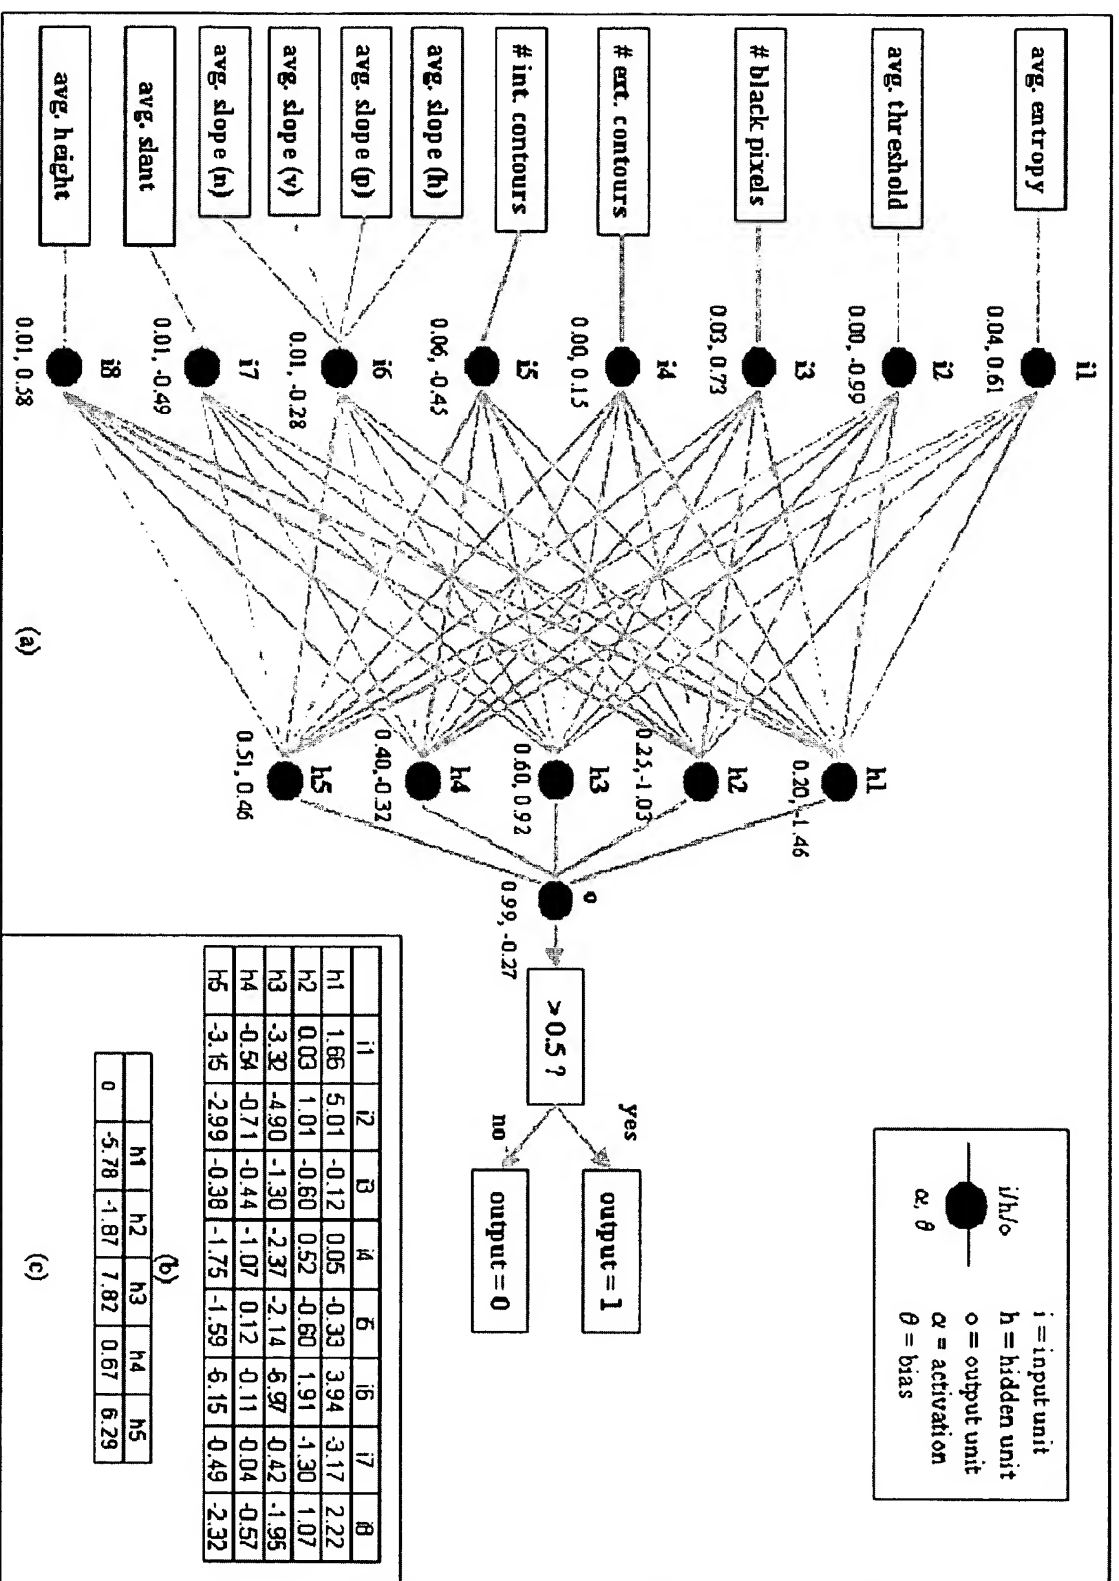 avg. entropy
avg. threshold
# black pixels
# ext. contours
# int. contours
avg. slope (h)
avg. slope (p)
avg. slope (v)
avg. slope (n)
avg. slant
avg. height
i1
0.04, 0.61
i2
0.00, -0.99
i3
0.03, 0.73
i4
0.00, 0.15
i5
0.06, -0.45
i6
0.01, -0.28
i7
0.01, -0.49
i8
0.01, 0.58
h1
0.20, -1.46
h2
0.25,-1.03
h3
0.60, 0.92
h4
0.40,-0.32
h5
0.51, 0.46
o
0.99, -0.27
> 0.5 ?
yes
no
output = 1
output = 0
i/h/o
α, θ
i = input unit
h = hidden unit
o = output unit
α = activation
θ = bias
(a)
i1 i2 i3 i4 i5 i6 i7 i8
h1 1.66 5.01 -0.12 0.05 -0.33 3.94 -3.17 2.22
h2 0.03 1.01 -0.60 0.52 -0.60 1.91 -1.30 1.07
h3 -3.32 -4.90 -1.30 -2.37 -2.14 -6.97 -0.42 -1.95
h4 -0.54 -0.71 -0.44 -1.07 0.12 -0.11 -0.04 -0.57
h5 -3.15 -2.99 -0.38 -1.75 -1.59 -6.15 -0.49 -2.32
(b)
h1 h2 h3 h4 h5
o -5.78 -1.87 7.82 0.67 6.29
(c)